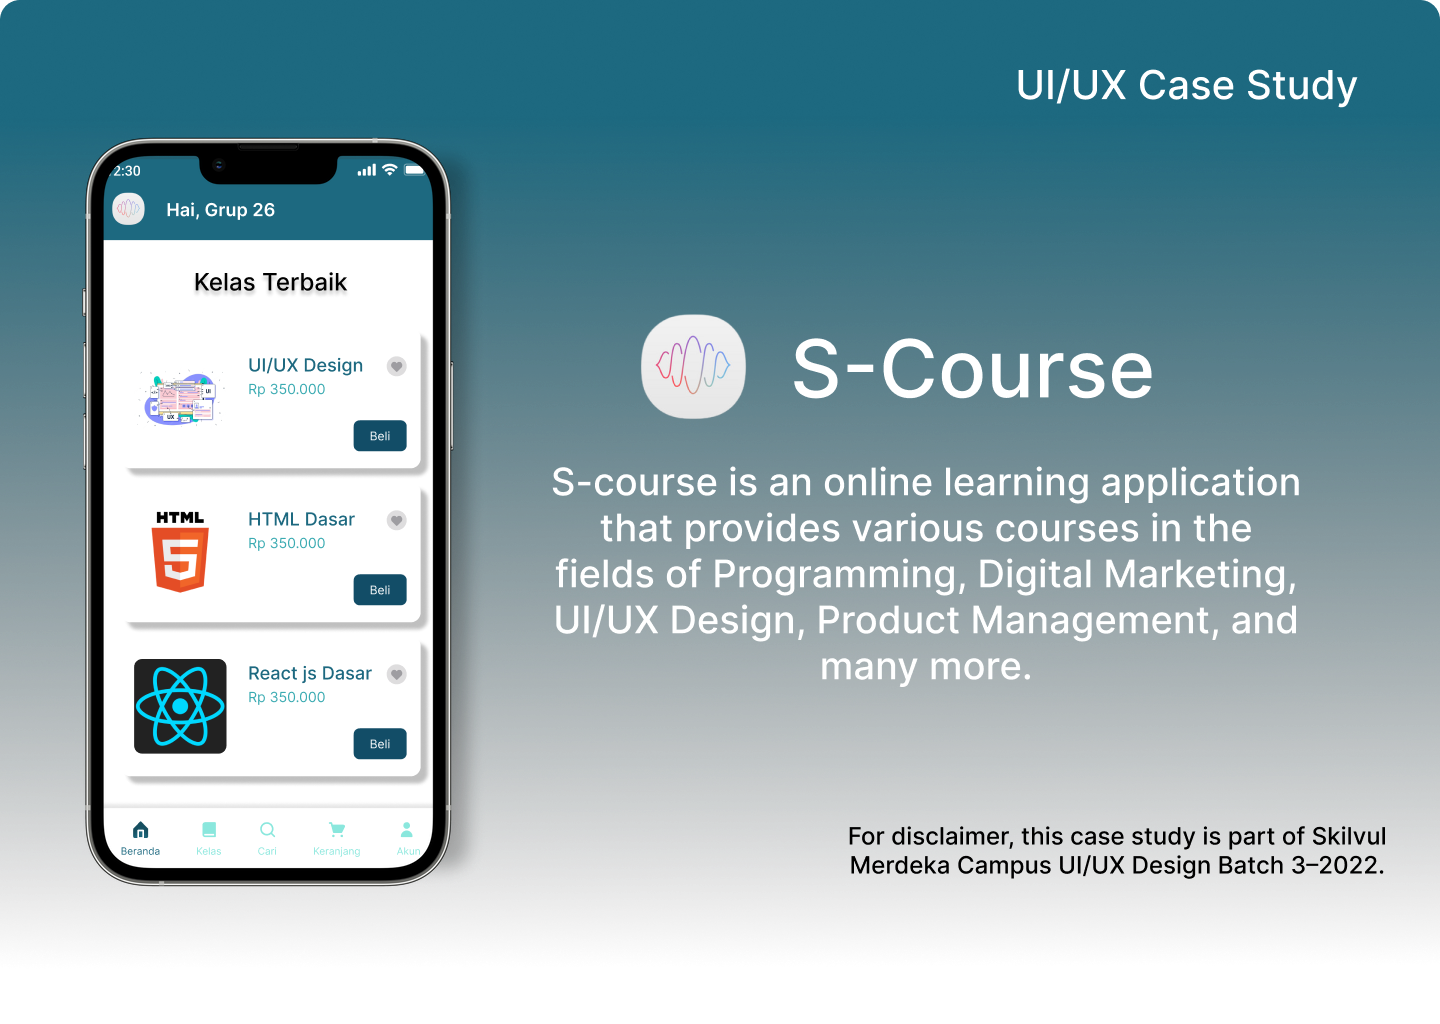 UI/UX Case Study
2:30
Hai, Grup 26
Kelas Terbaik
UI/UX Design
Rp 350.000
Beli
UI
UX
HTML
HTML Dasar
Rp 350.000
Beli
React js Dasar
Rp 350.000
Beli
Beranda
Kelas
Cari
Keranjang
Akun
S-Course
S-course is an online learning application
that provides various courses in the
fields of Programming, Digital Marketing,
UI/UX Design, Product Management, and
many more.
For disclaimer, this case study is part of Skilvul
Merdeka Campus UI/UX Design Batch 3–2022.